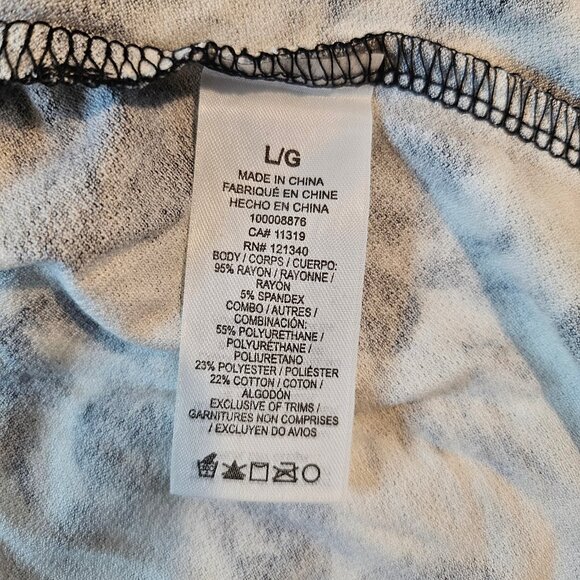 L/G
MADE IN CHINA
FABRIQUÉ EN CHINE
HECHO EN CHINA
100008876
CA# 11319
RN# 121340
BODY / CORPS / CUERPO:
95% RAYON / RAYONNE /
RAYÓN
5% SPANDEX
COMBO / AUTRES /
COMBINACIÓN:
55% POLYURETHANE /
POLYURÉTHANE /
POLIURETANO
23% POLYESTER / POLIÉSTER
22% COTTON / COTON /
ALGODÓN
EXCLUSIVE OF TRIMS /
GARNITURES NON COMPRISES
/ EXCLUYEN DO AVIOS